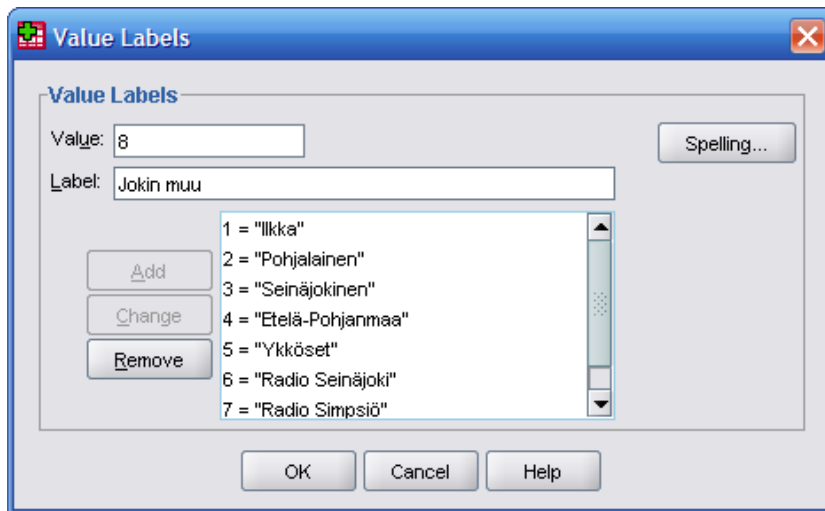 Value Labels
Value Labels
Value: 8
Spelling...
Label: Jokin muu
1 = "Ilkka"
2 = "Pohjalainen"
3 = "Seinäjokinen"
4 = "Etelä-Pohjanmaa"
5 = "Ykköset"
6 = "Radio Seinäjoki"
7 = "Radio Simpsiö"
Add
Change
Remove
OK Cancel Help